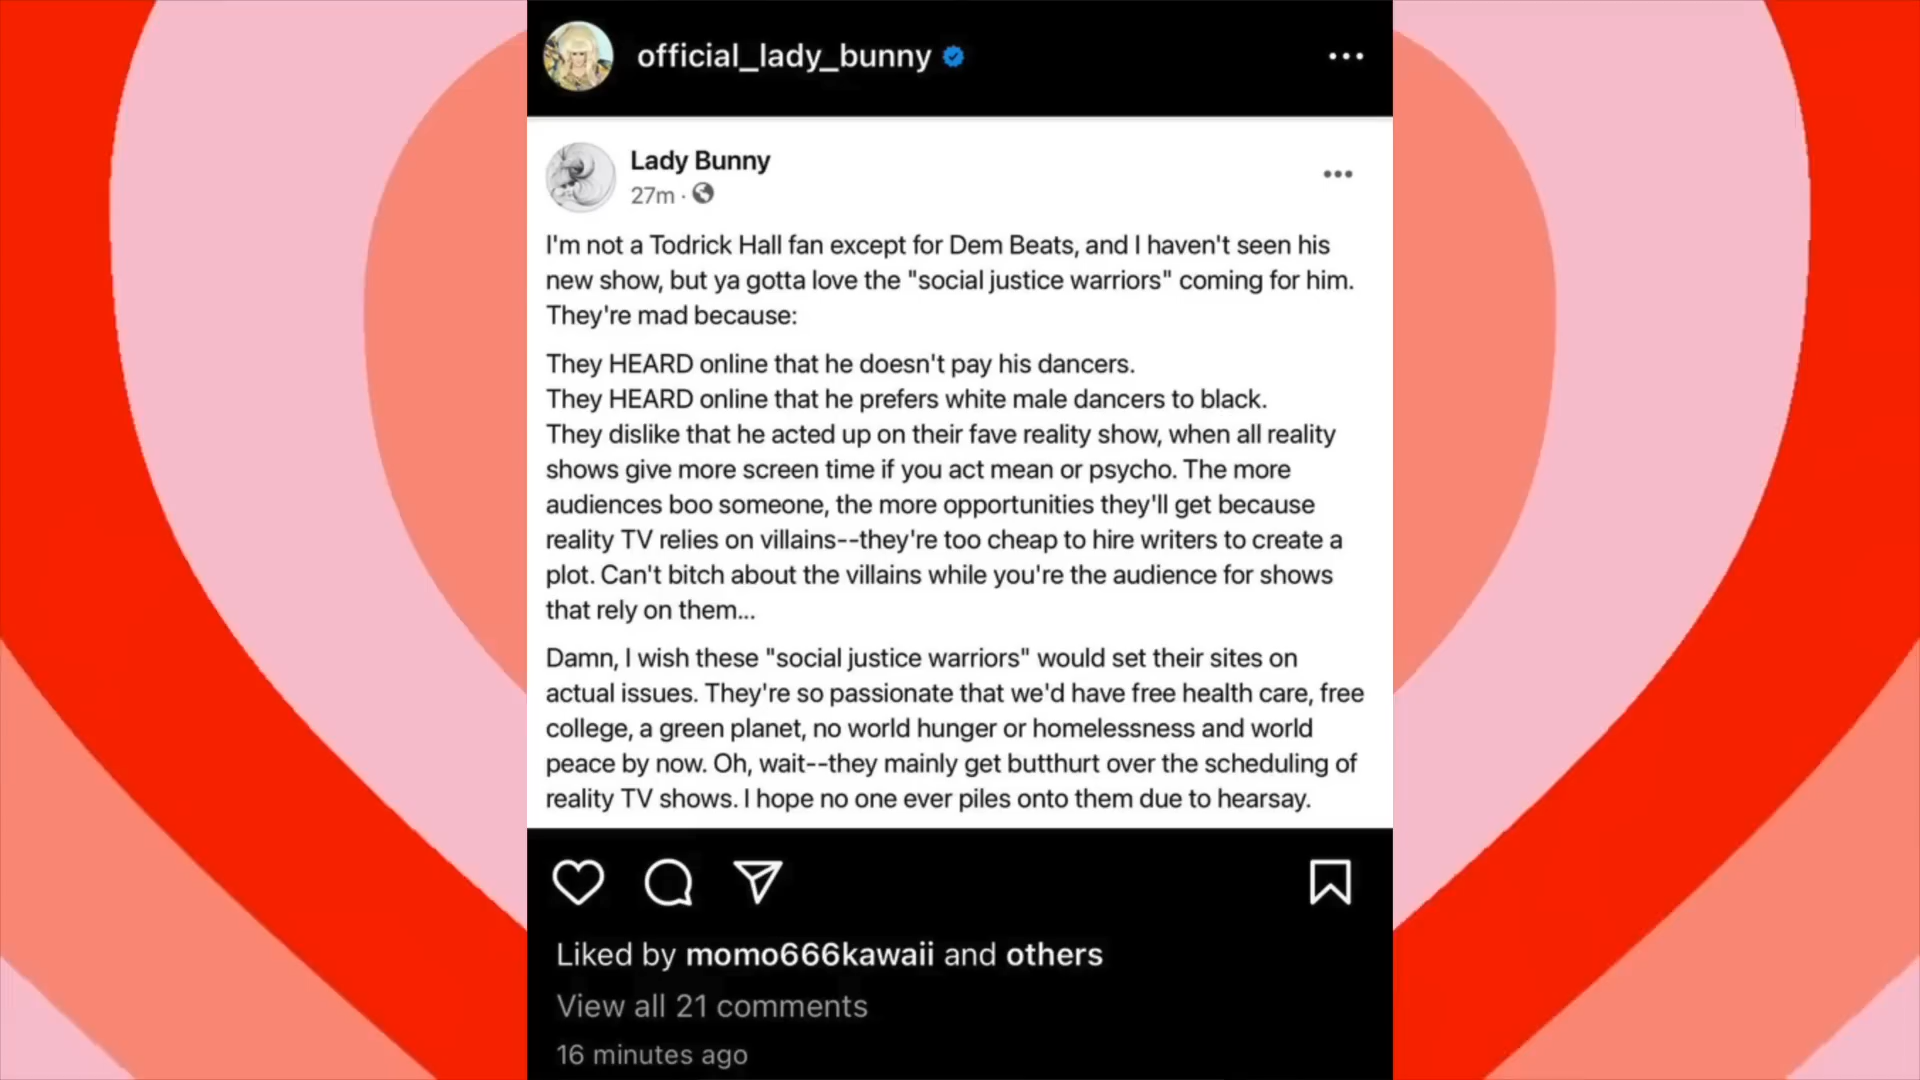 official_lady_bunny
Lady Bunny
27m ·
I'm not a Todrick Hall fan except for Dem Beats, and I haven't seen his
new show, but ya gotta love the "social justice warriors" coming for him.
They're mad because:
They HEARD online that he doesn't pay his dancers.
They HEARD online that he prefers white male dancers to black.
They dislike that he acted up on their fave reality show, when all reality
shows give more screen time if you act mean or psycho. The more
audiences boo someone, the more opportunities they'll get because
reality TV relies on villains--they're too cheap to hire writers to create a
plot. Can't bitch about the villains while you're the audience for shows
that rely on them...
Damn, I wish these "social justice warriors" would set their sites on
actual issues. They're so passionate that we'd have free health care, free
college, a green planet, no world hunger or homelessness and world
peace by now. Oh, wait--they mainly get butthurt over the scheduling of
reality TV shows. I hope no one ever piles onto them due to hearsay.
Liked by momo666kawaii and others
View all 21 comments
16 minutes ago